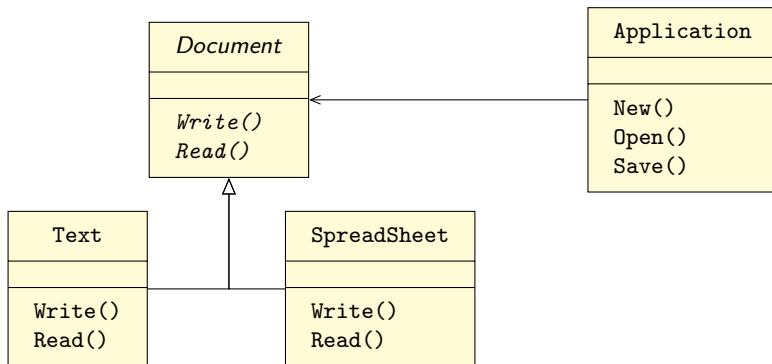 Document
Write()
Read()
Application
New()
Open()
Save()
Text
Write()
Read()
SpreadSheet
Write()
Read()